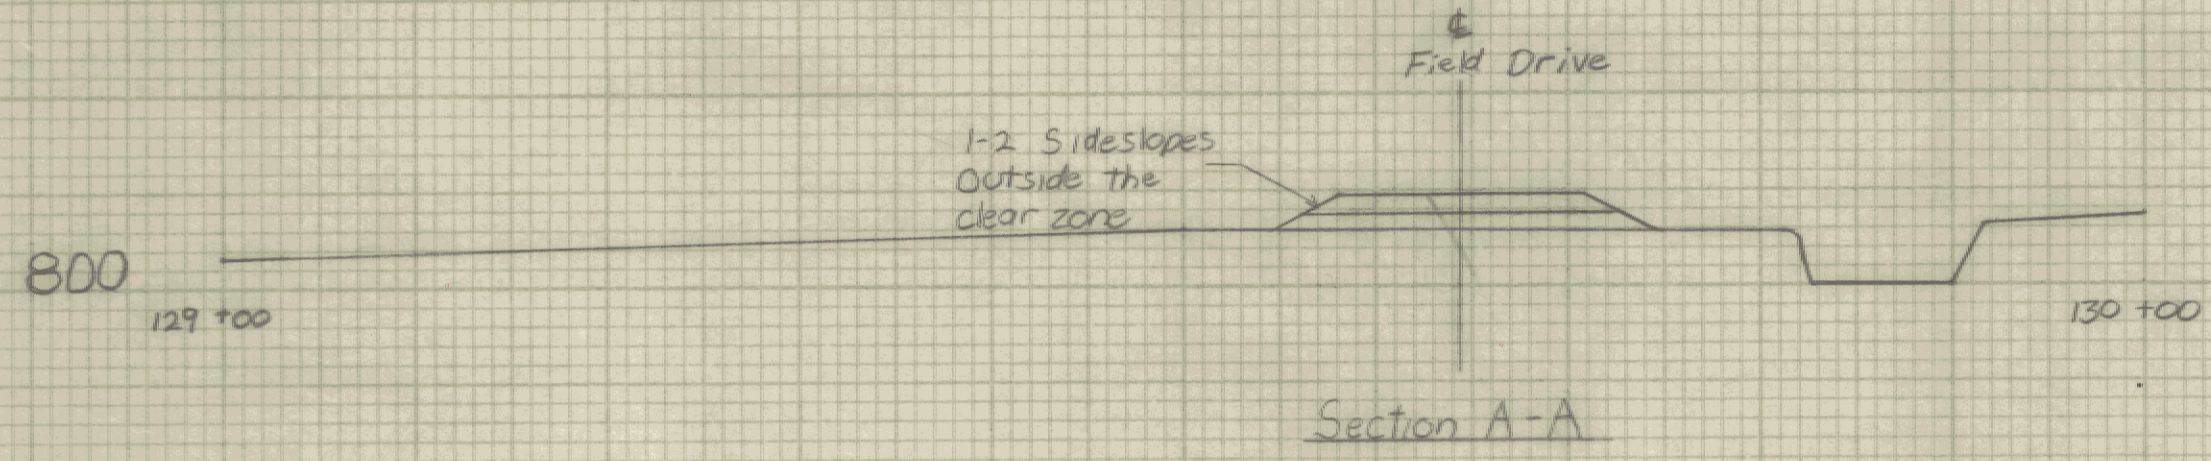 ℄
Field Drive
1-2 Sideslopes
Outside the
clear zone
800
129 +00
130 +00
Section A-A